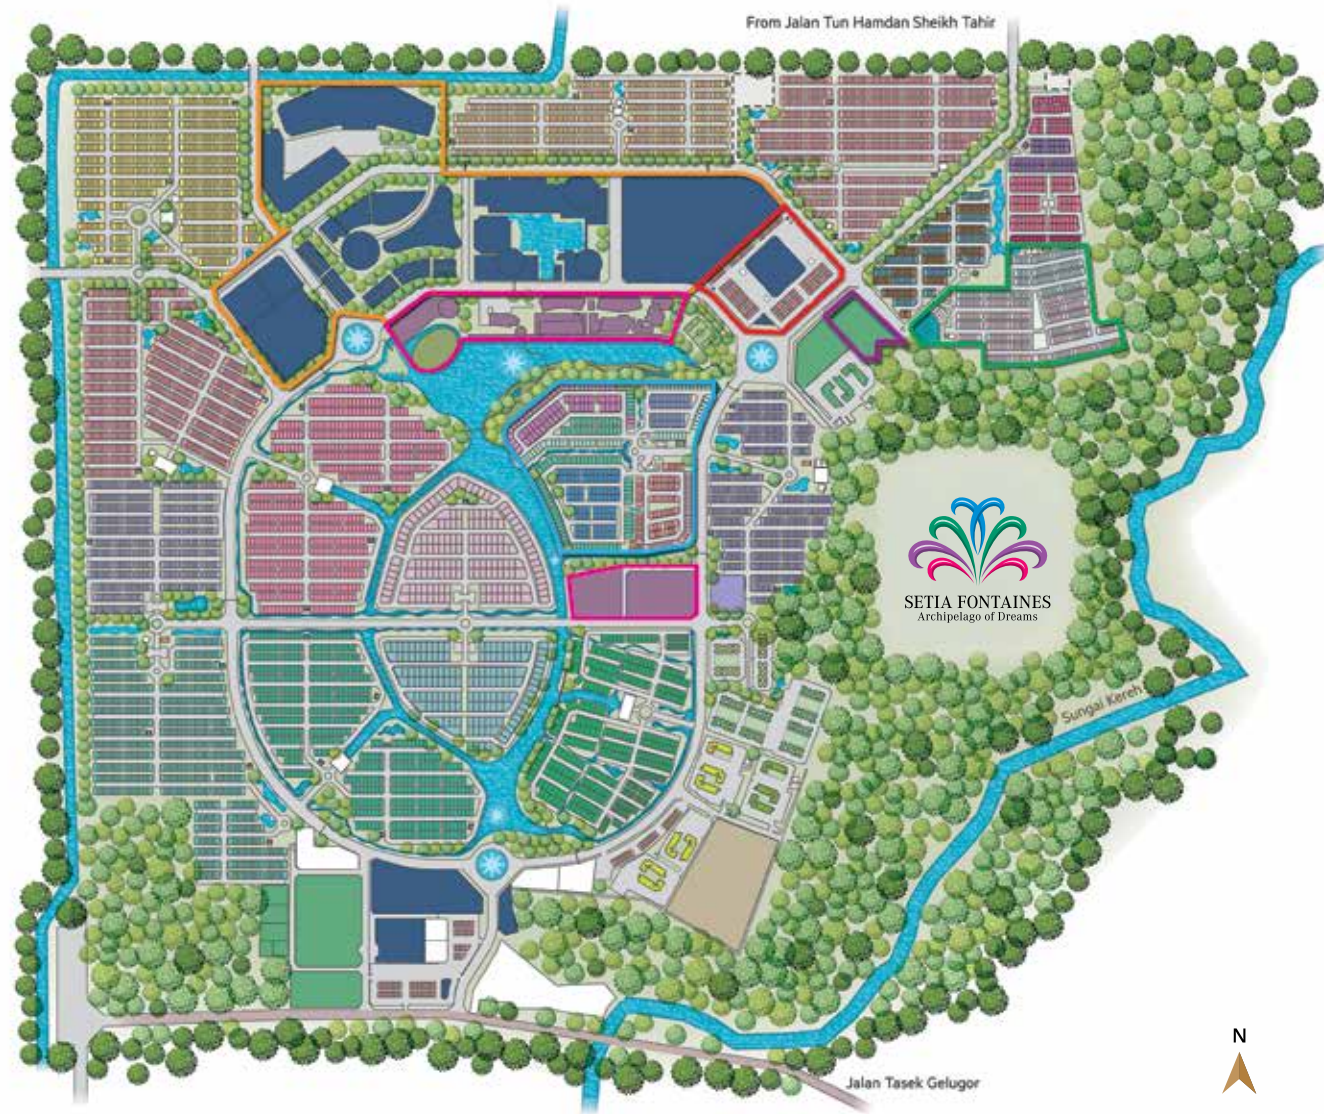 From Jalan Tun Hamdan Sheikh Tahir
SETIA FONTAINES
Archipelago of Dreams
Sungai Kereh
N
Jalan Tasek Gelugor